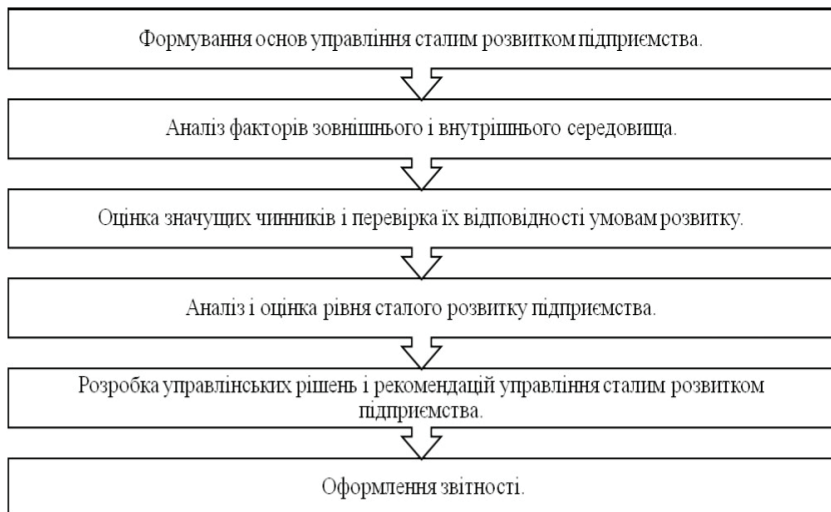 Формування основ управління сталим розвитком підприємства.
Аналіз факторів зовнішнього і внутрішнього середовища.
Оцінка значущих чинників і перевірка їх відповідності умовам розвитку.
Аналіз і оцінка рівня сталого розвитку підприємства.
Розробка управлінських рішень і рекомендацій управління сталим розвитком
підприємства.
Оформлення звітності.